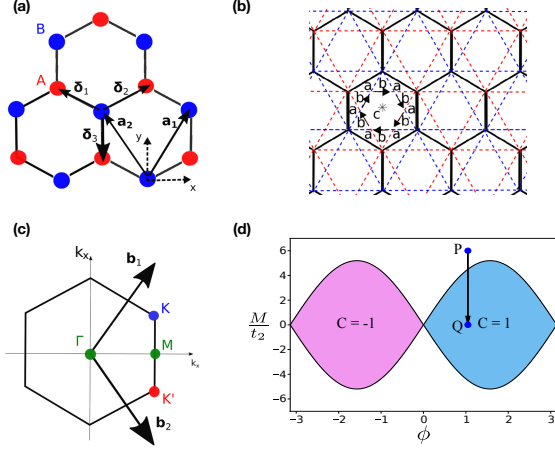 (a)
B
A
δ₁
δ₂
δ₃
a₂
a₁
y
x
(b)
a b a
b b
a a
c
b b
a b a
(c)
kₓ
b₁
K
Γ
M
kₓ
K'
b₂
(d)
6
4
2
0
−2
−4
−6
M/t₂
P
Q
C = -1
C = 1
−3 −2 −1 0 1 2 3
ϕ